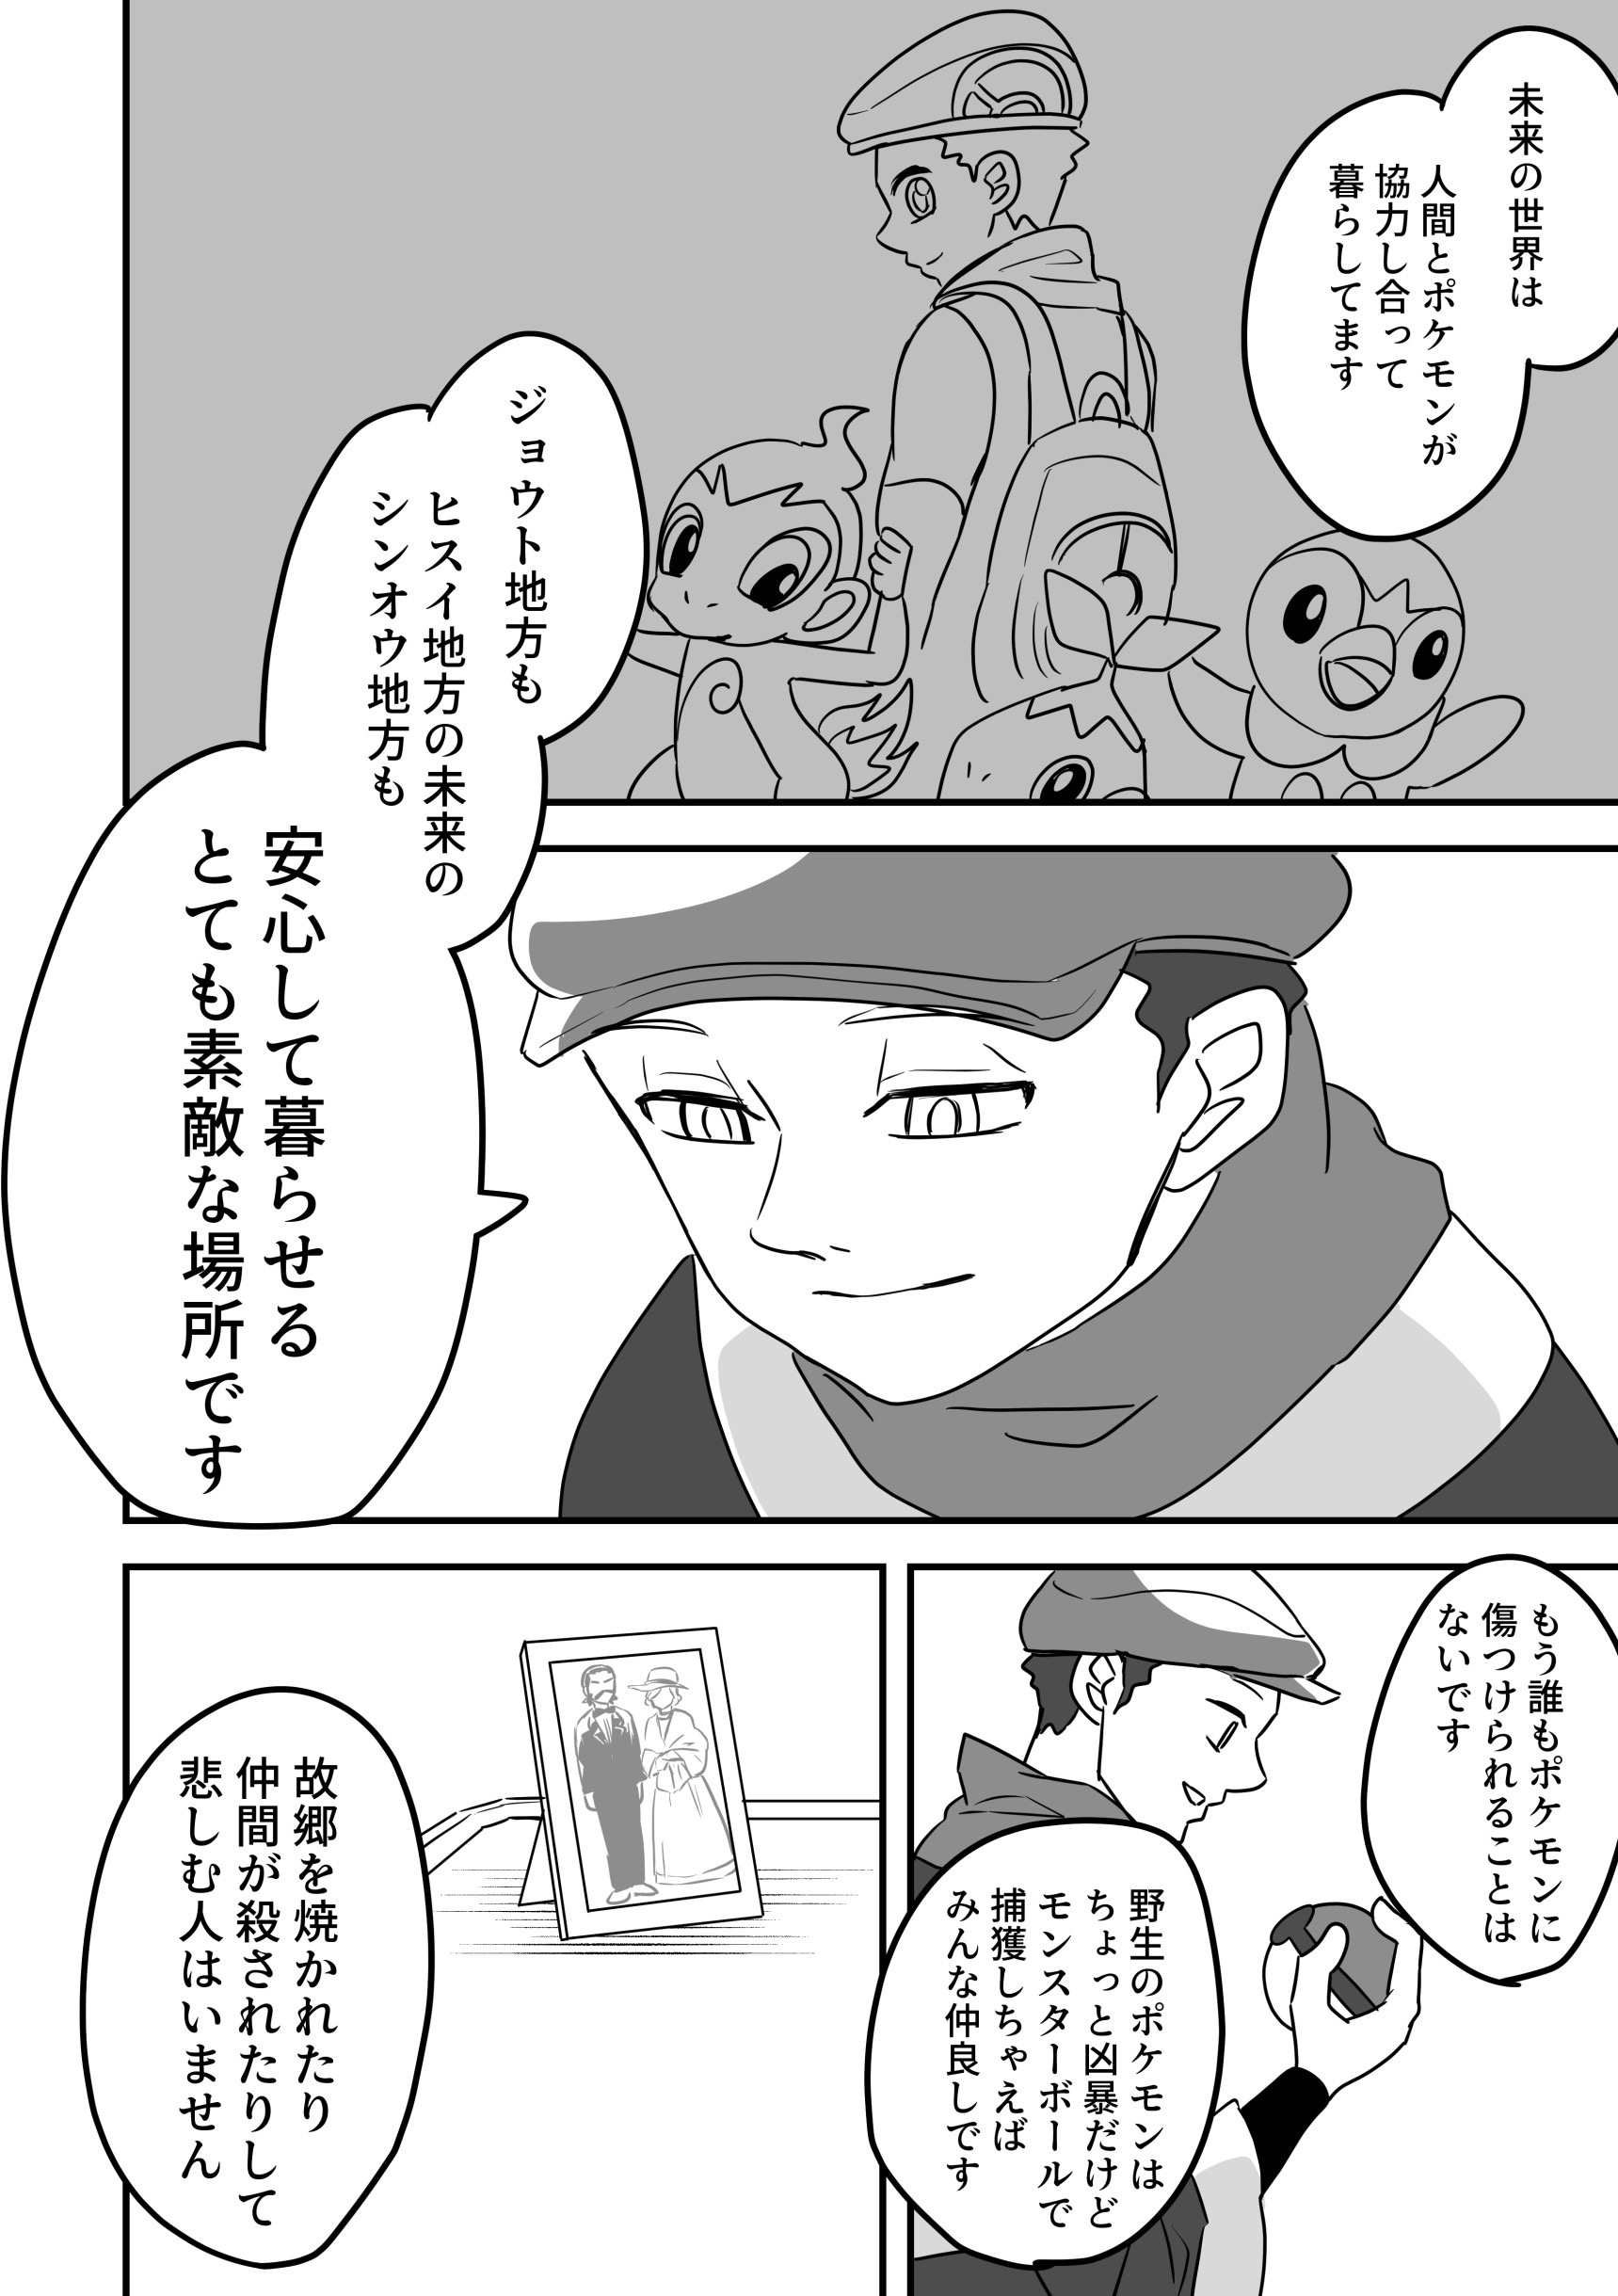 未来の世界は
人間とポケモンが
協力し合って
暮らしてます
ジョウト地方も
ヒスイ地方の未来の
シンオウ地方も
安心して暮らせる
とても素敵な場所です
もう誰もポケモンに
傷つけられることは
ないです
野生のポケモンは
ちょっと凶暴だけど
モンスターボールで
捕獲しちゃえば
みんな仲良しです
故郷を焼かれたり
仲間が殺されたりして
悲しむ人はいません